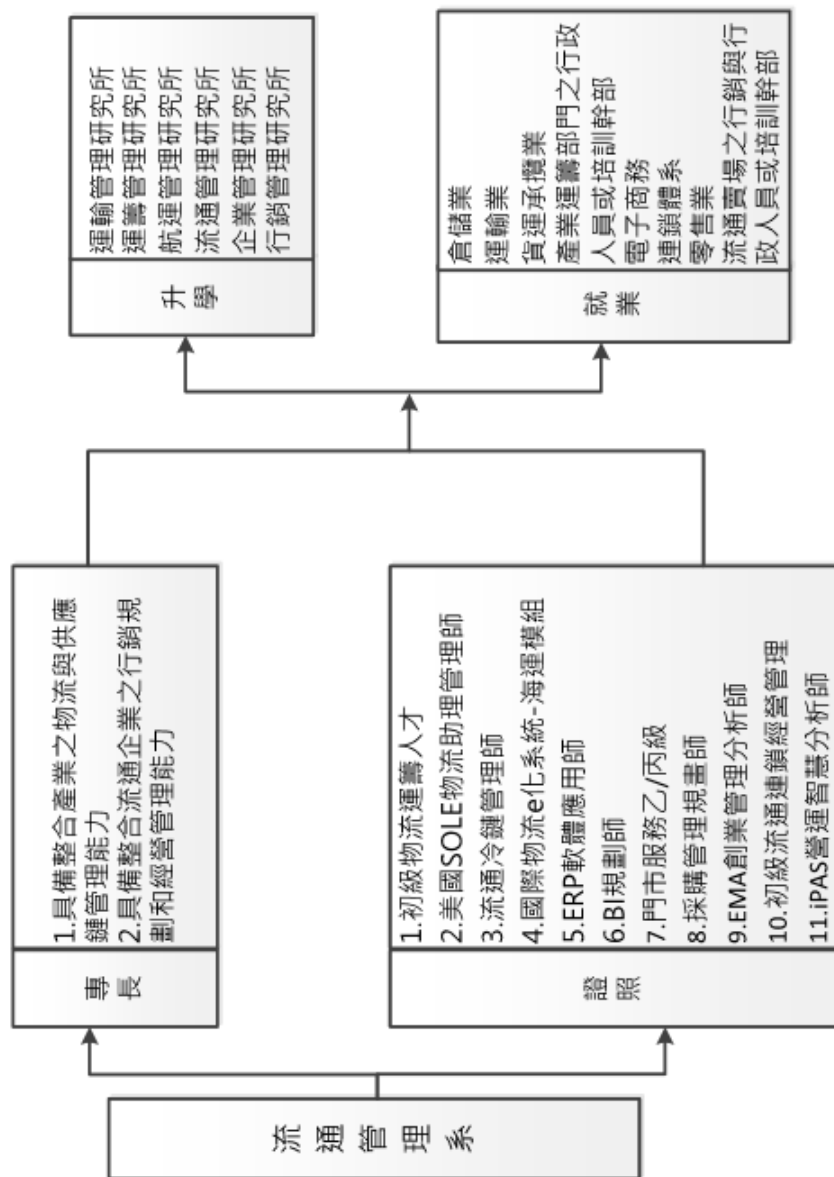 流通管理系
專長
1.具備整合產業之物流與供應
鏈管理能力
2.具備整合流通企業之行銷規
劃和經營管理能力
證照
1.初級物流運籌人才
2.美國SOLE物流助理管理師
3.流通冷鏈管理師
4.國際物流e化系統-海運模組
5.ERP軟體應用師
6.BI規劃師
7.門市服務乙/丙級
8.採購管理規畫師
9.EMA創業管理分析師
10.初級流通連鎖經營管理
11.iPAS營運智慧分析師
升學
運輸管理研究所
運籌管理研究所
航運管理研究所
流通管理研究所
企業管理研究所
行銷管理研究所
就業
倉儲業
運輸業
貨運承攬業
產業運籌部門之行政
人員或培訓幹部
電子商務
連鎖體系
零售業
流通賣場之行銷與行
政人員或培訓幹部